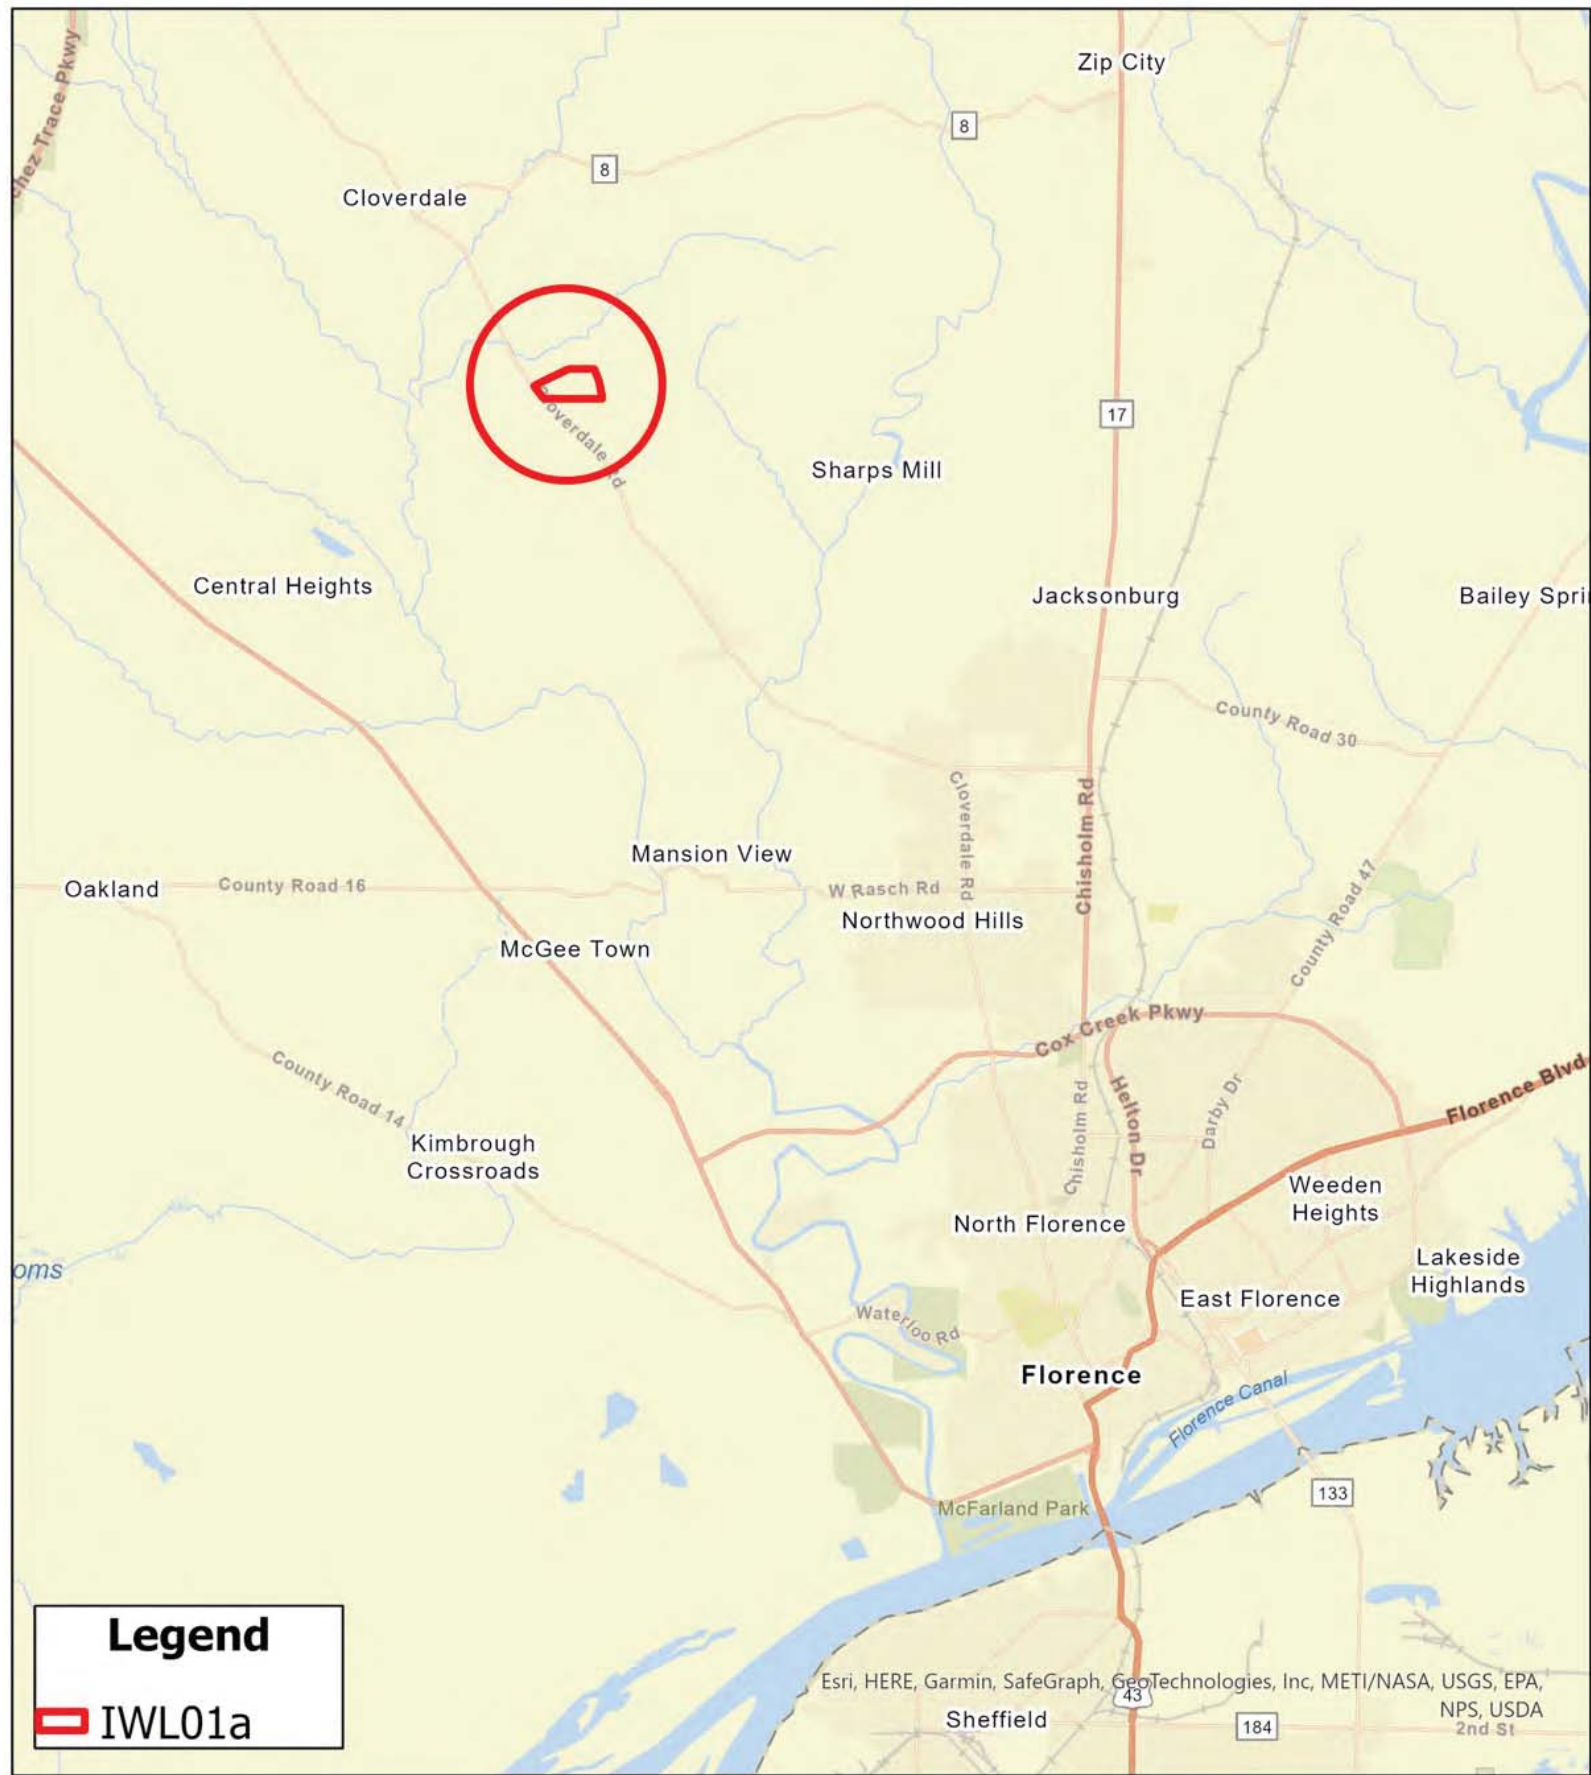 Zip City
chez Trace Pkwy
8
8
Cloverdale
Cloverdale Rd
17
Sharps Mill
Central Heights
Jacksonburg
Bailey Spri
County Road 30
Cloverdale Rd
Chisholm Rd
Mansion View
Oakland
County Road 16
W Rasch Rd
Northwood Hills
County Road 47
McGee Town
Cox Creek Pkwy
County Road 14
Chisholm Rd
Helton Dr
Darby Dr
Florence Blvd
Kimbrough
Crossroads
Weeden
Heights
North Florence
oms
Lakeside
Highlands
East Florence
Waterloo Rd
Florence
Florence Canal
133
McFarland Park
Legend
IWL01a
Esri, HERE, Garmin, SafeGraph, GeoTechnologies, Inc, METI/NASA, USGS, EPA,
NPS, USDA
43
Sheffield
184
2nd St